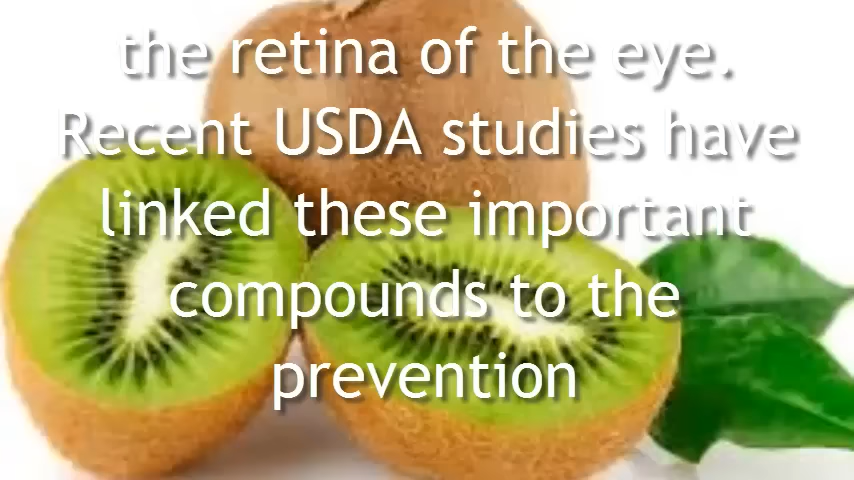 the retina of the eye.
Recent USDA studies have
linked these important
compounds to the
prevention